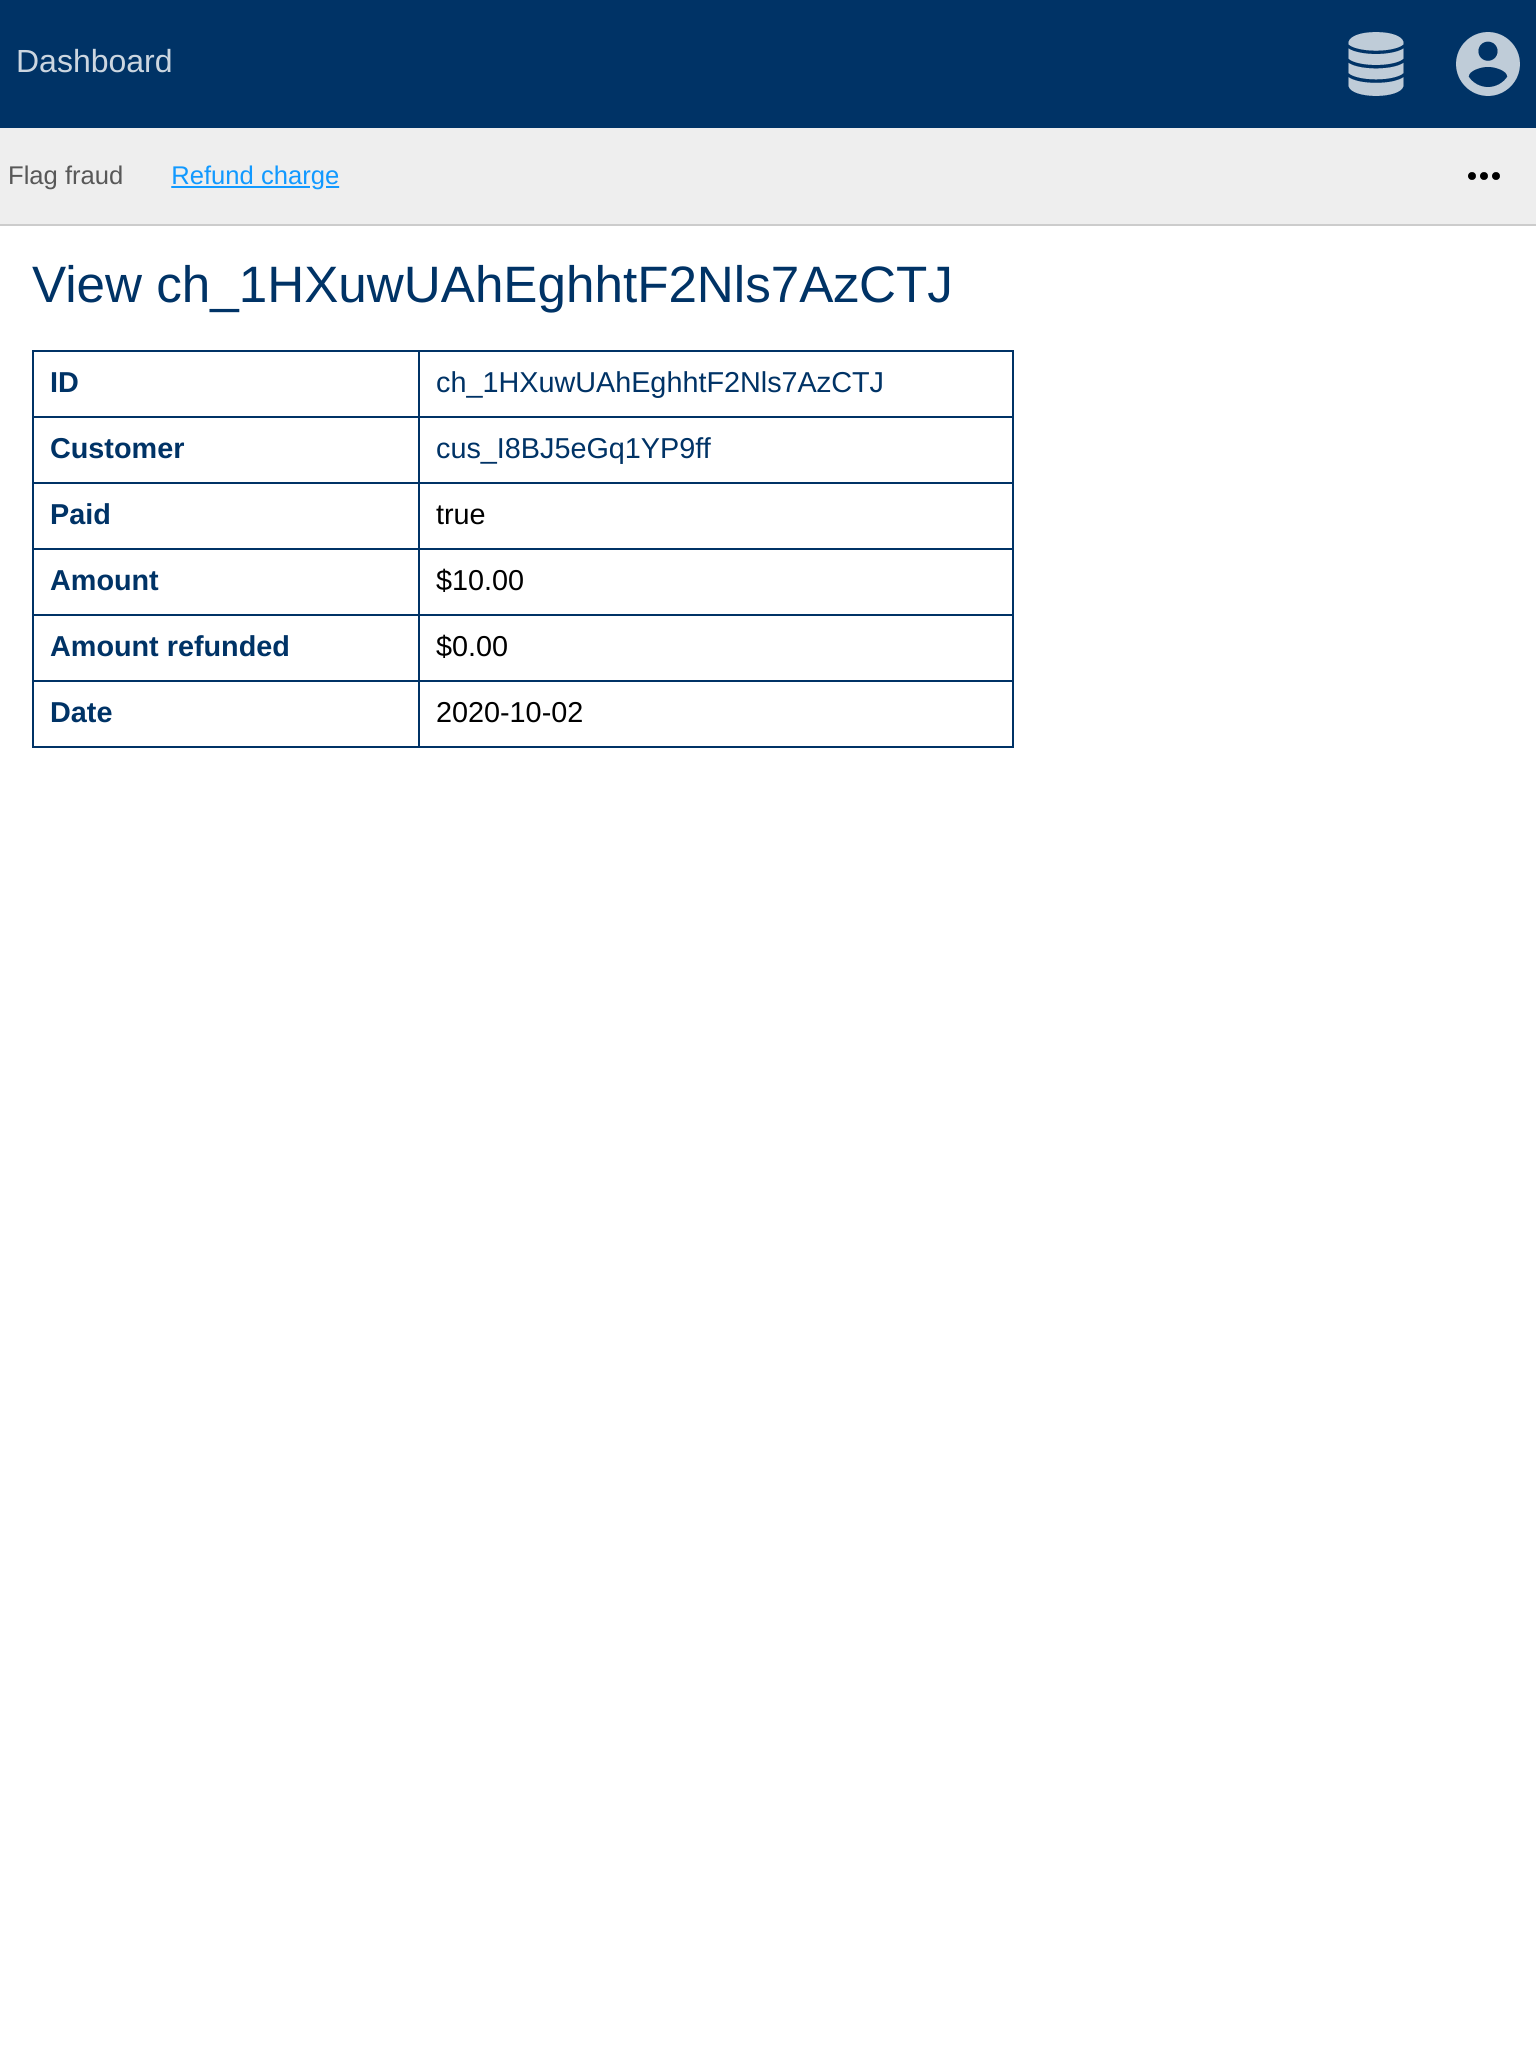 Dashboard
Flag fraud Refund charge
View ch_1HXuwUAhEghhtF2Nls7AzCTJ
ID ch_1HXuwUAhEghhtF2Nls7AzCTJ
Customer cus_I8BJ5eGq1YP9ff
Paid true
Amount $10.00
Amount refunded $0.00
Date 2020-10-02